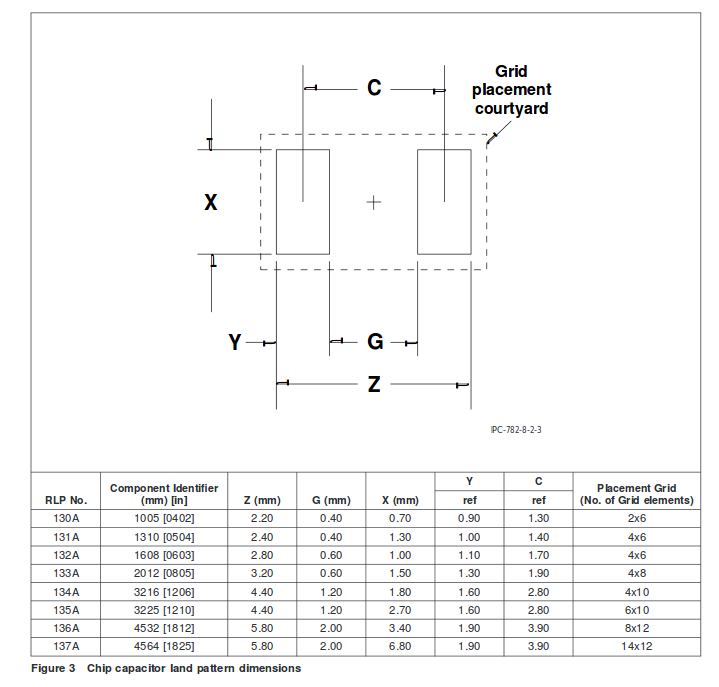 Grid
placement
courtyard
C
X
Y
G
Z
IPC-782-8-2-3
RLP No. Component Identifier (mm) [in] Z (mm) G (mm) X (mm) Y ref C ref Placement Grid (No. of Grid elements)
130A 1005 [0402] 2.20 0.40 0.70 0.90 1.30 2x6
131A 1310 [0504] 2.40 0.40 1.30 1.00 1.40 4x6
132A 1608 [0603] 2.80 0.60 1.00 1.10 1.70 4x6
133A 2012 [0805] 3.20 0.60 1.50 1.30 1.90 4x8
134A 3216 [1206] 4.40 1.20 1.80 1.60 2.80 4x10
135A 3225 [1210] 4.40 1.20 2.70 1.60 2.80 6x10
136A 4532 [1812] 5.80 2.00 3.40 1.90 3.90 8x12
137A 4564 [1825] 5.80 2.00 6.80 1.90 3.90 14x12
Figure 3 Chip capacitor land pattern dimensions